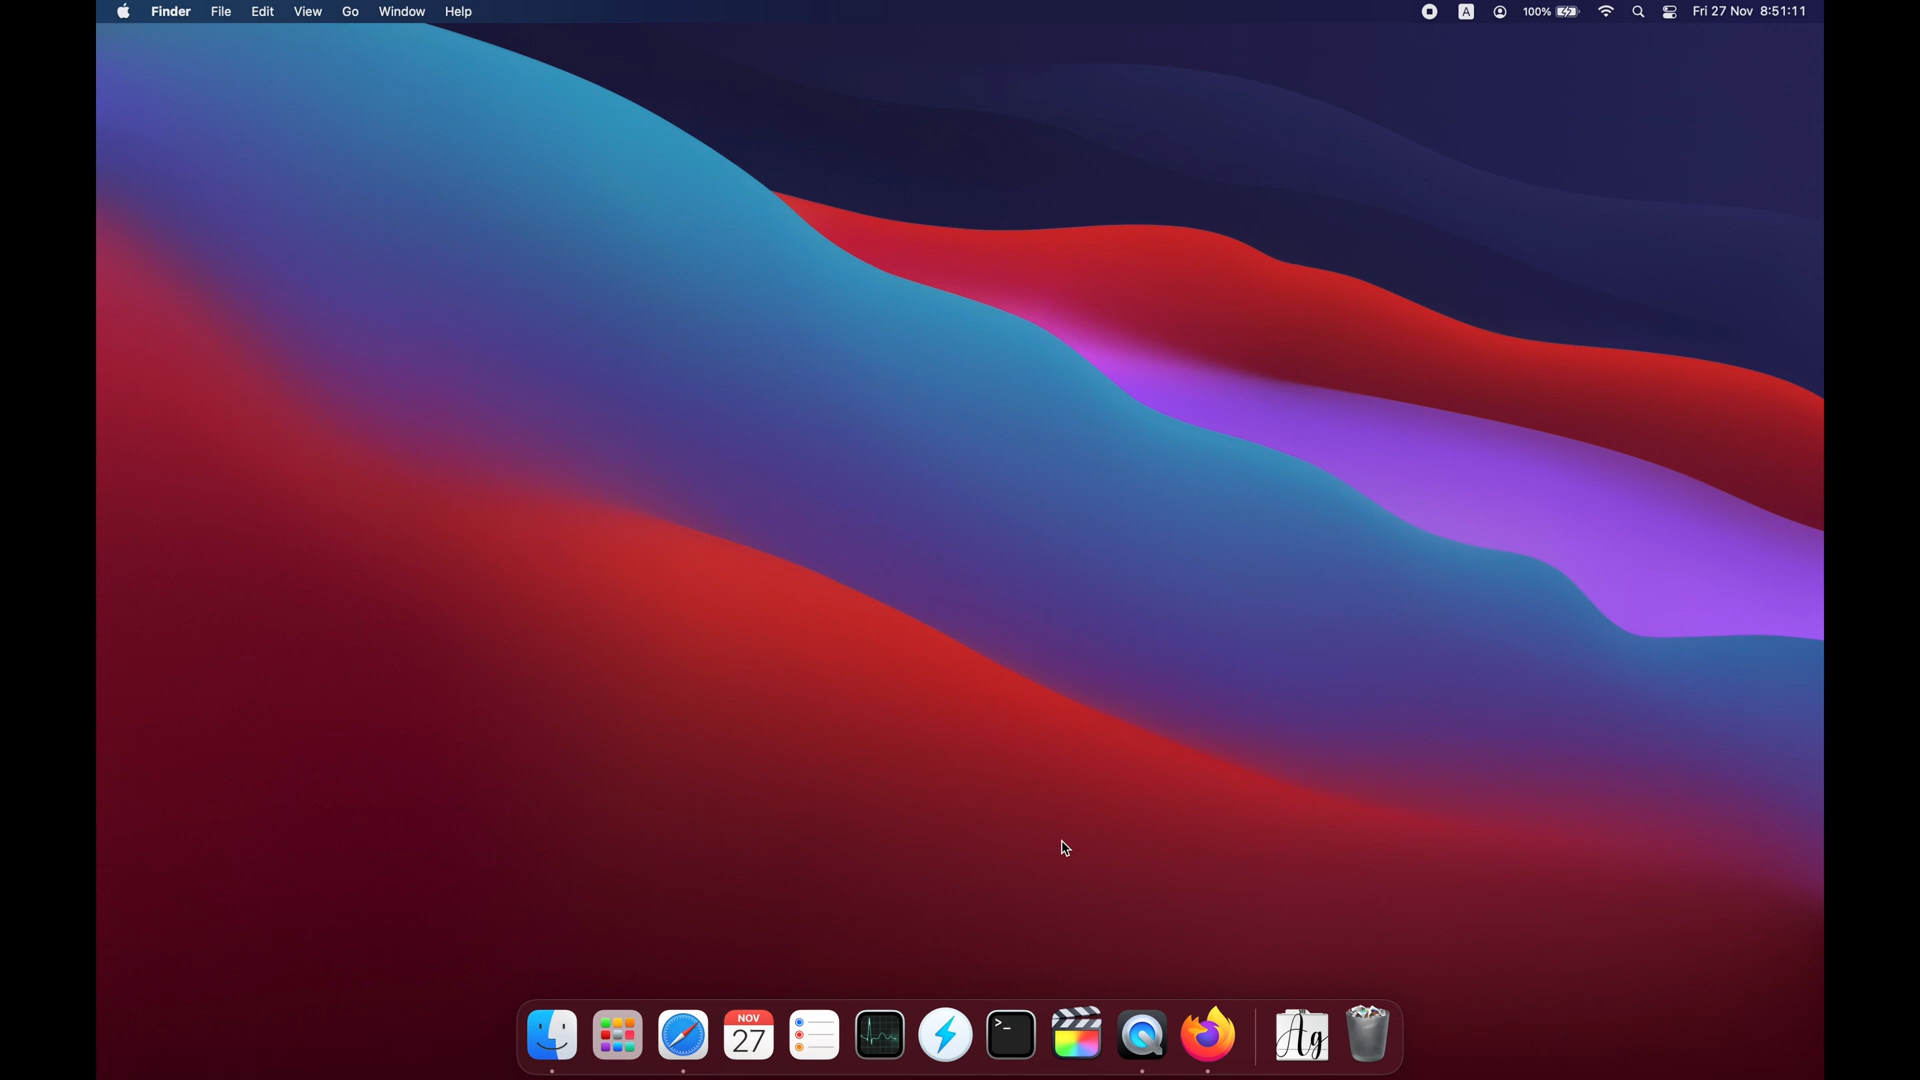 Finder File Edit View Go Window Help A 100% Fri 27 Nov 8:51:11
NOV
27
>_
Ag